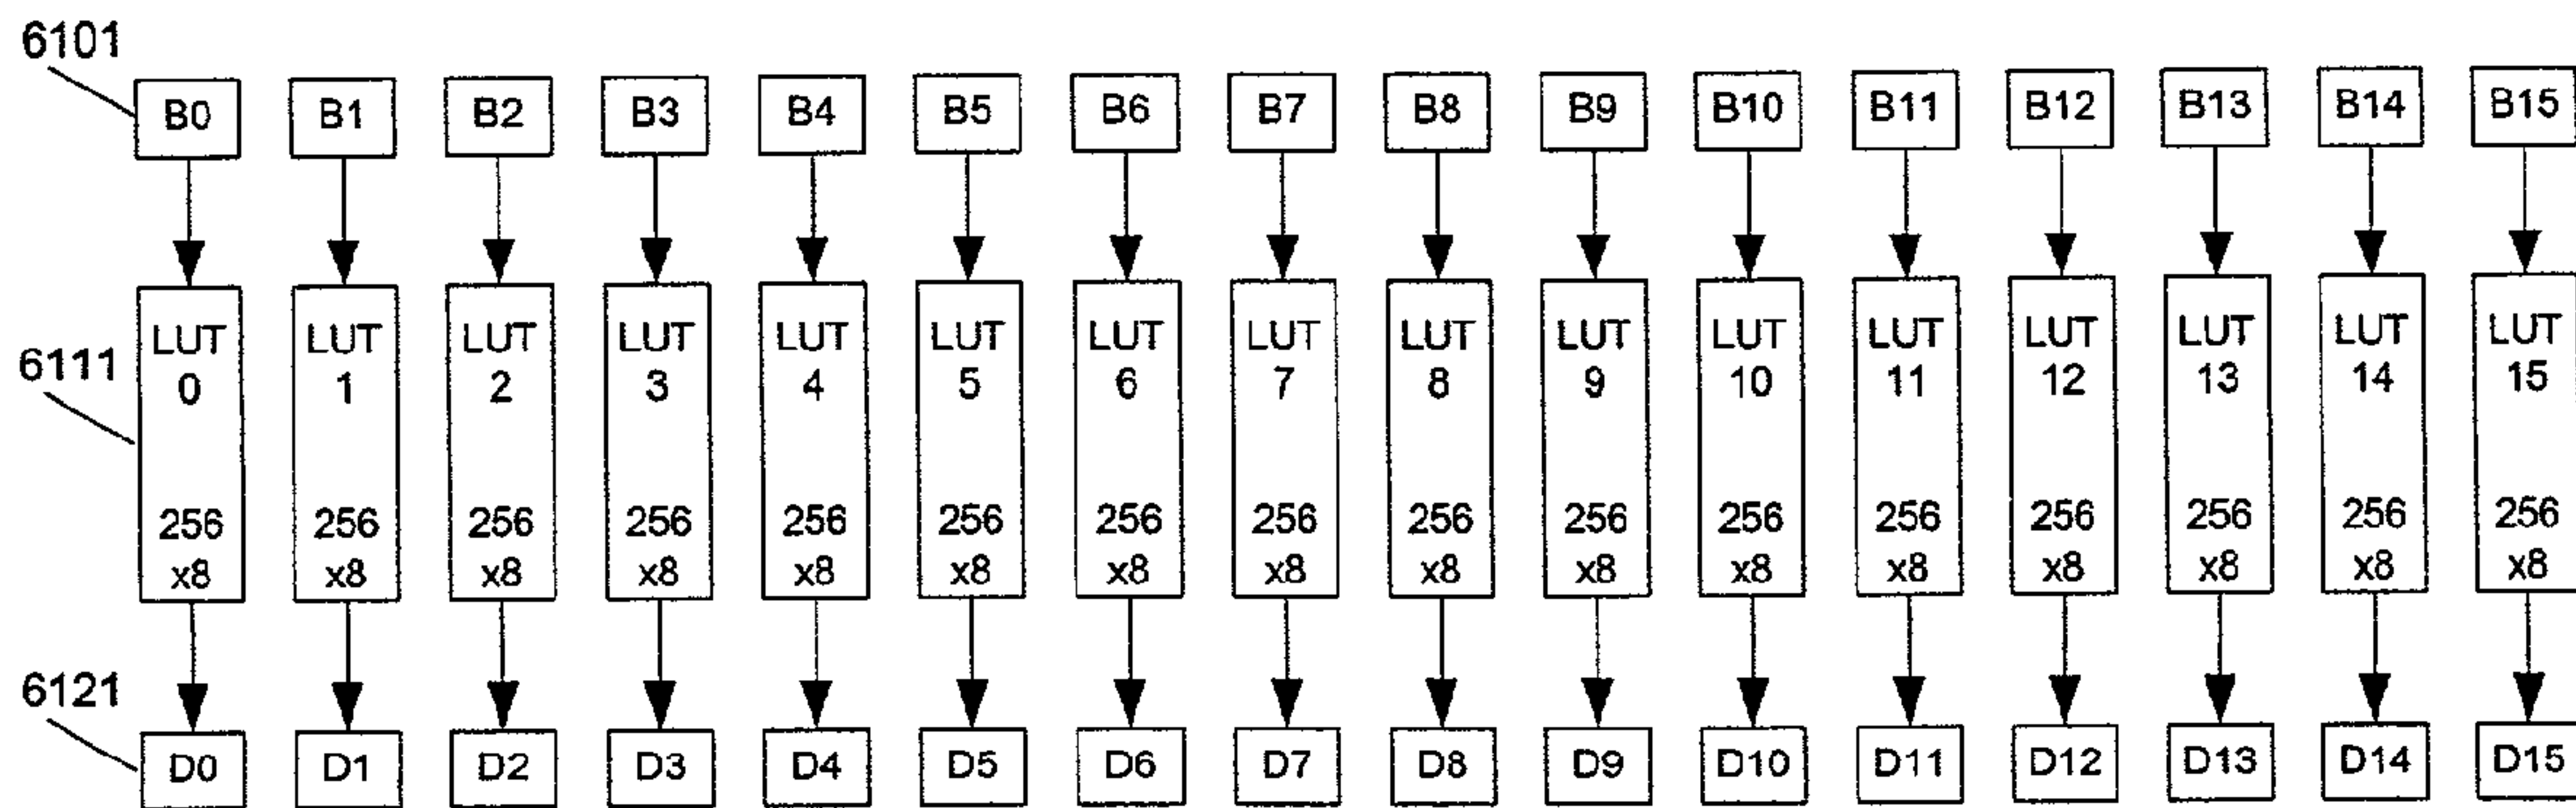 6101
B0 B1 B2 B3 B4 B5 B6 B7 B8 B9 B10 B11 B12 B13 B14 B15
6111
LUT LUT LUT LUT LUT LUT LUT LUT LUT LUT LUT LUT LUT LUT LUT LUT
0 1 2 3 4 5 6 7 8 9 10 11 12 13 14 15
256 256 256 256 256 256 256 256 256 256 256 256 256 256 256 256
x8 x8 x8 x8 x8 x8 x8 x8 x8 x8 x8 x8 x8 x8 x8 x8
6121
D0 D1 D2 D3 D4 D5 D6 D7 D8 D9 D10 D11 D12 D13 D14 D15